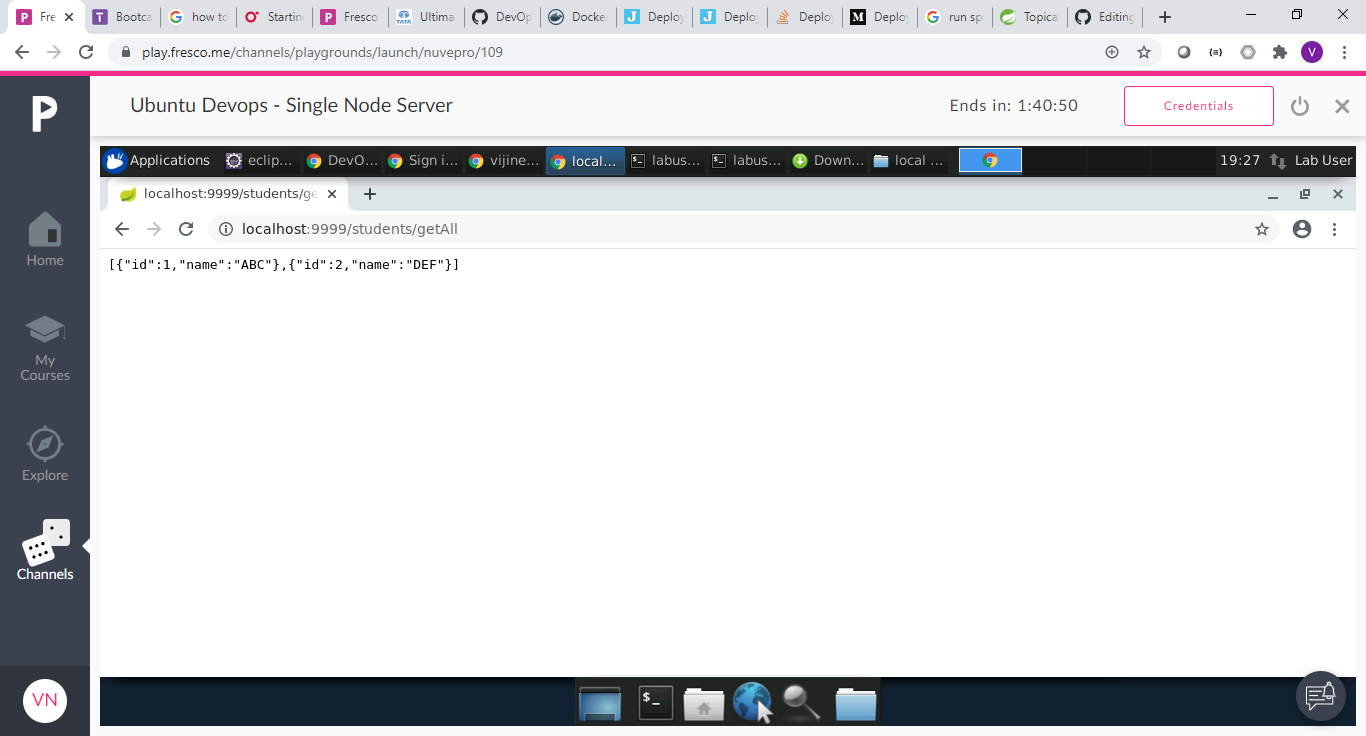 Fre
Bootca
how to
Startin
Fresco
Ultima
DevOp
Docke
Deploy
Deploy
Deploy
Deploy
run sp
Topica
Editing
play.fresco.me/channels/playgrounds/launch/nuvepro/109
V
Ubuntu Devops - Single Node Server
Ends in: 1:40:50
Credentials
Applications
eclip...
DevO...
Sign i...
vijine...
local...
labus...
labus...
Down...
local ...
19:27
Lab User
localhost:9999/students/ge
localhost:9999/students/getAll
[{"id":1,"name":"ABC"},{"id":2,"name":"DEF"}]
Home
My
Courses
Explore
Channels
VN